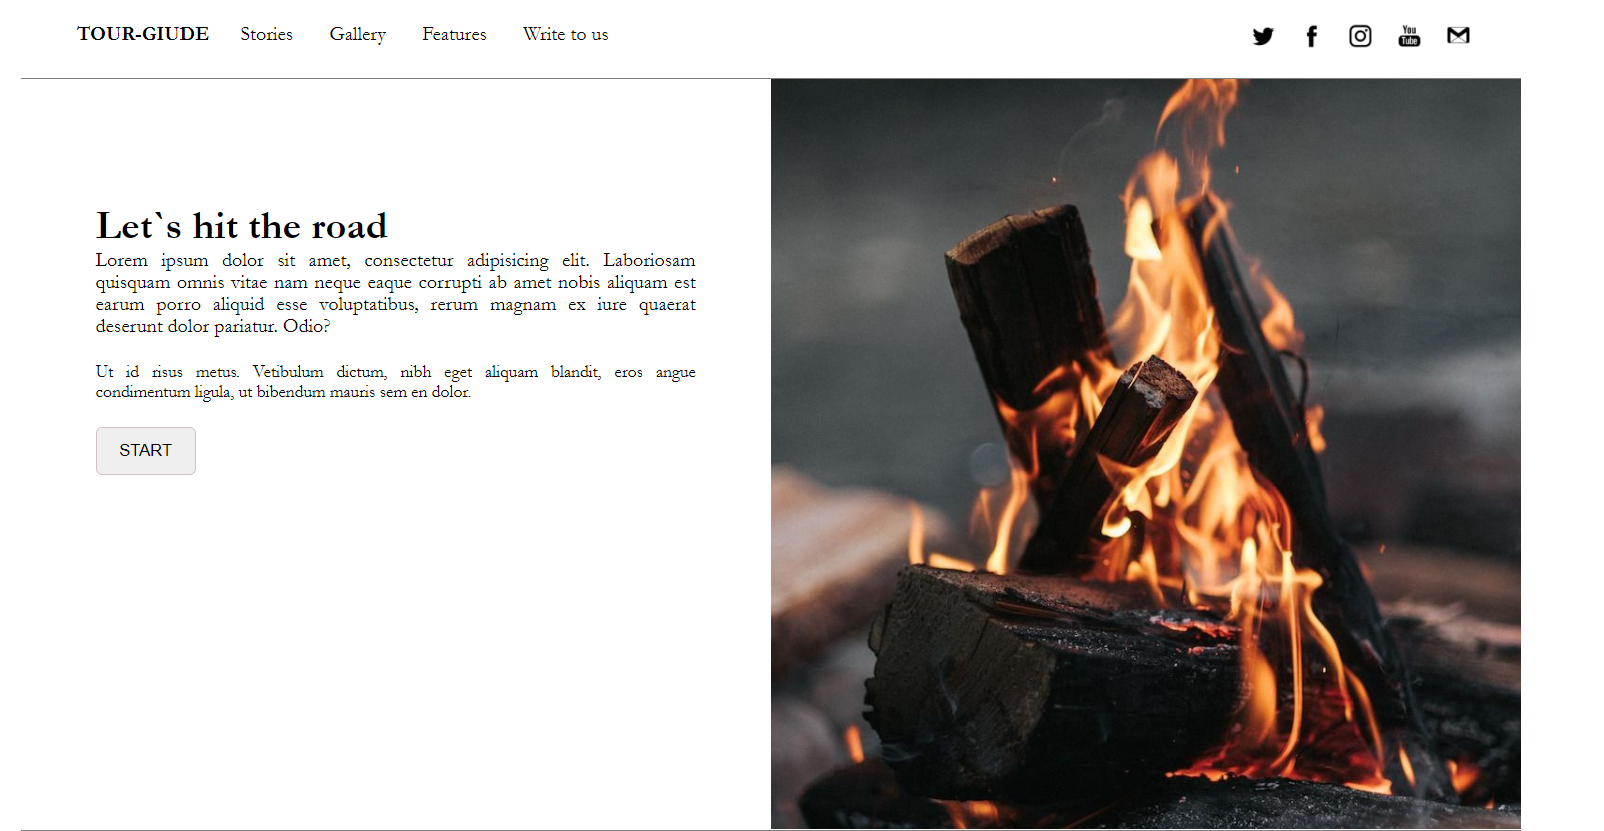 TOUR-GIUDE Stories Gallery Features Write to us You Tube
Let`s hit the road
Lorem ipsum dolor sit amet, consectetur adipisicing elit. Laboriosam
quisquam omnis vitae nam neque eaque corrupti ab amet nobis aliquam est
earum porro aliquid esse voluptatibus, rerum magnam ex iure quaerat
deserunt dolor pariatur. Odio?
Ut id risus metus. Vetibulum dictum, nibh eget aliquam blandit, eros angue
condimentum ligula, ut bibendum mauris sem en dolor.
START